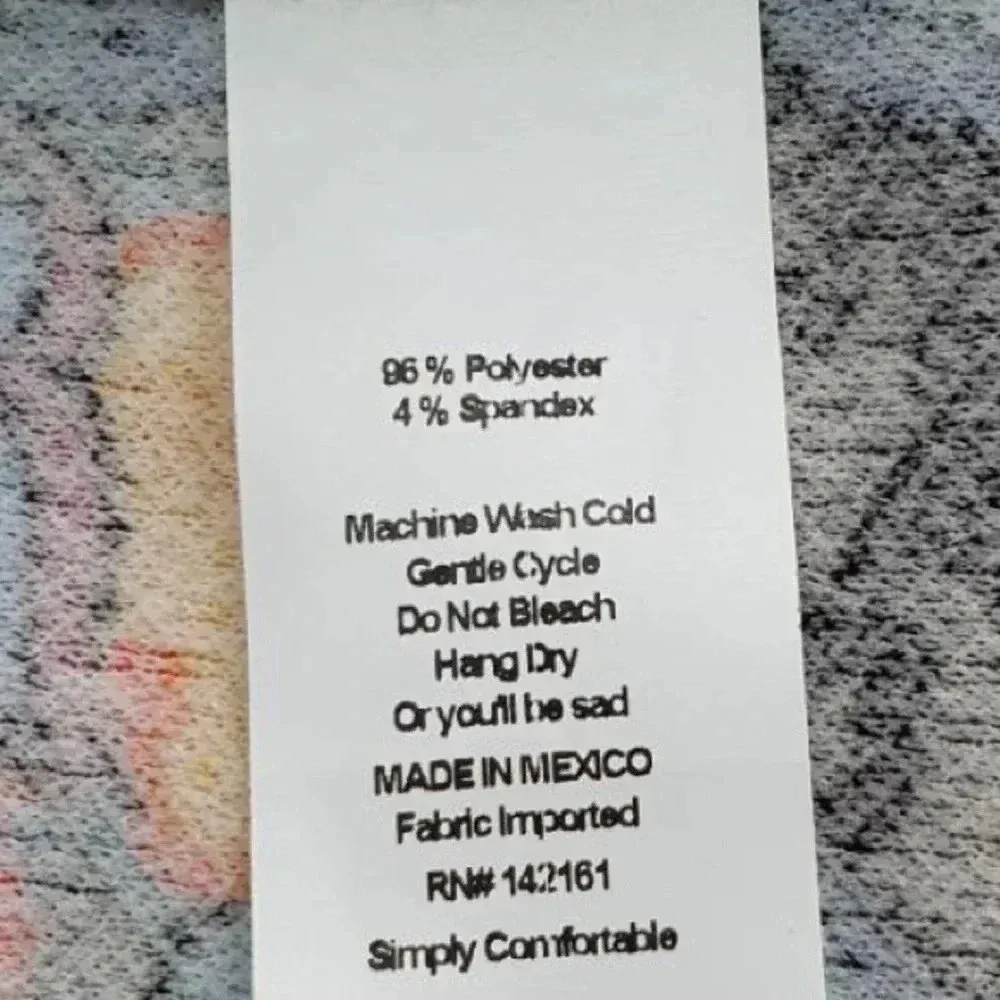 96 % Polyester
4 % Spandex
Machine Wash Cold
Gentle Cycle
Do Not Bleach
Hang Dry
Or you'll be sad
MADE IN MEXICO
Fabric Imported
RN# 142161
Simply Comfortable